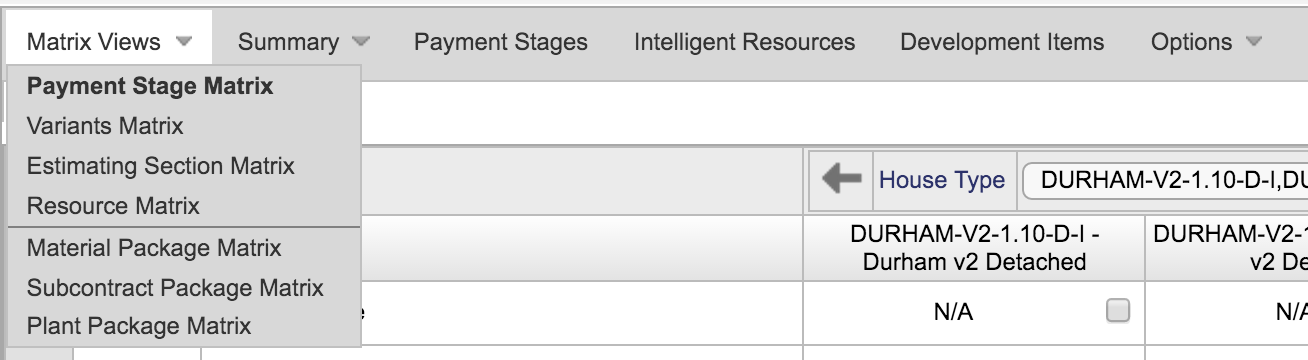 Matrix Views Summary Payment Stages Intelligent Resources Development Items Options
Payment Stage Matrix
Variants Matrix
Estimating Section Matrix
Resource Matrix
Material Package Matrix
Subcontract Package Matrix
Plant Package Matrix
House Type DURHAM-V2-1.10-D-I,DU
DURHAM-V2-1.10-D-I -
Durham v2 Detached
DURHAM-V2-1
v2 De
N/A N/A